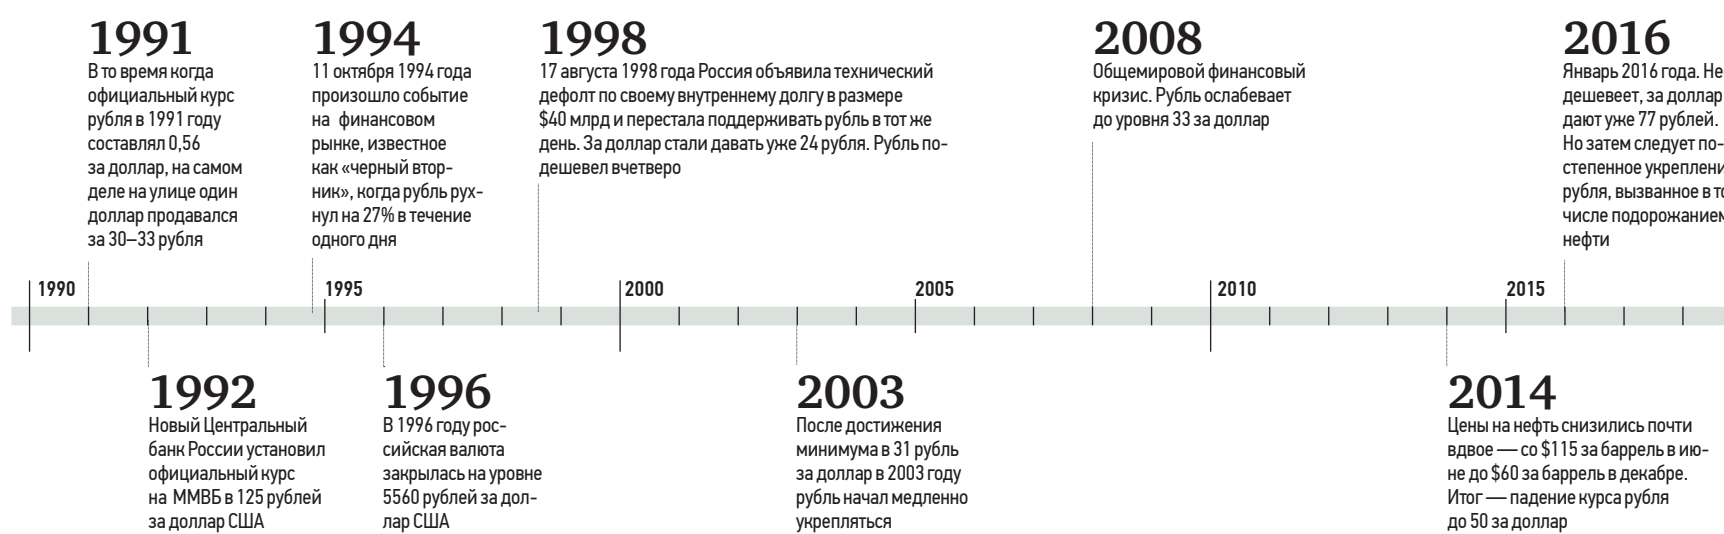 1991
В то время когда
официальный курс
рубля в 1991 году
составлял 0,56
за доллар, на самом
деле на улице один
доллар продавался
за 30–33 рубля
1994
11 октября 1994 года
произошло событие
на финансовом
рынке, известное
как «черный втор-
ник», когда рубль рух-
нул на 27% в течение
одного дня
1998
17 августа 1998 года Россия объявила технический
дефолт по своему внутреннему долгу в размере
$40 млрд и перестала поддерживать рубль в тот же
день. За доллар стали давать уже 24 рубля. Рубль по-
дешевел вчетверо
2008
Общемировой финансовый
кризис. Рубль ослабевает
до уровня 33 за доллар
2016
Январь 2016 года. Не
дешевеет, за доллар
дают уже 77 рублей.
Но затем следует по-
степенное укреплени
рубля, вызванное в то
числе подорожанием
нефти
1990
1995
2000
2005
2010
2015
1992
Новый Центральный
банк России установил
официальный курс
на ММВБ в 125 рублей
за доллар США
1996
В 1996 году рос-
сийская валюта
закрылась на уровне
5560 рублей за дол-
лар США
2003
После достижения
минимума в 31 рубль
за доллар в 2003 году
рубль начал медленно
укрепляться
2014
Цены на нефть снизились почти
вдвое — со $115 за баррель в ию-
не до $60 за баррель в декабре.
Итог — падение курса рубля
до 50 за доллар